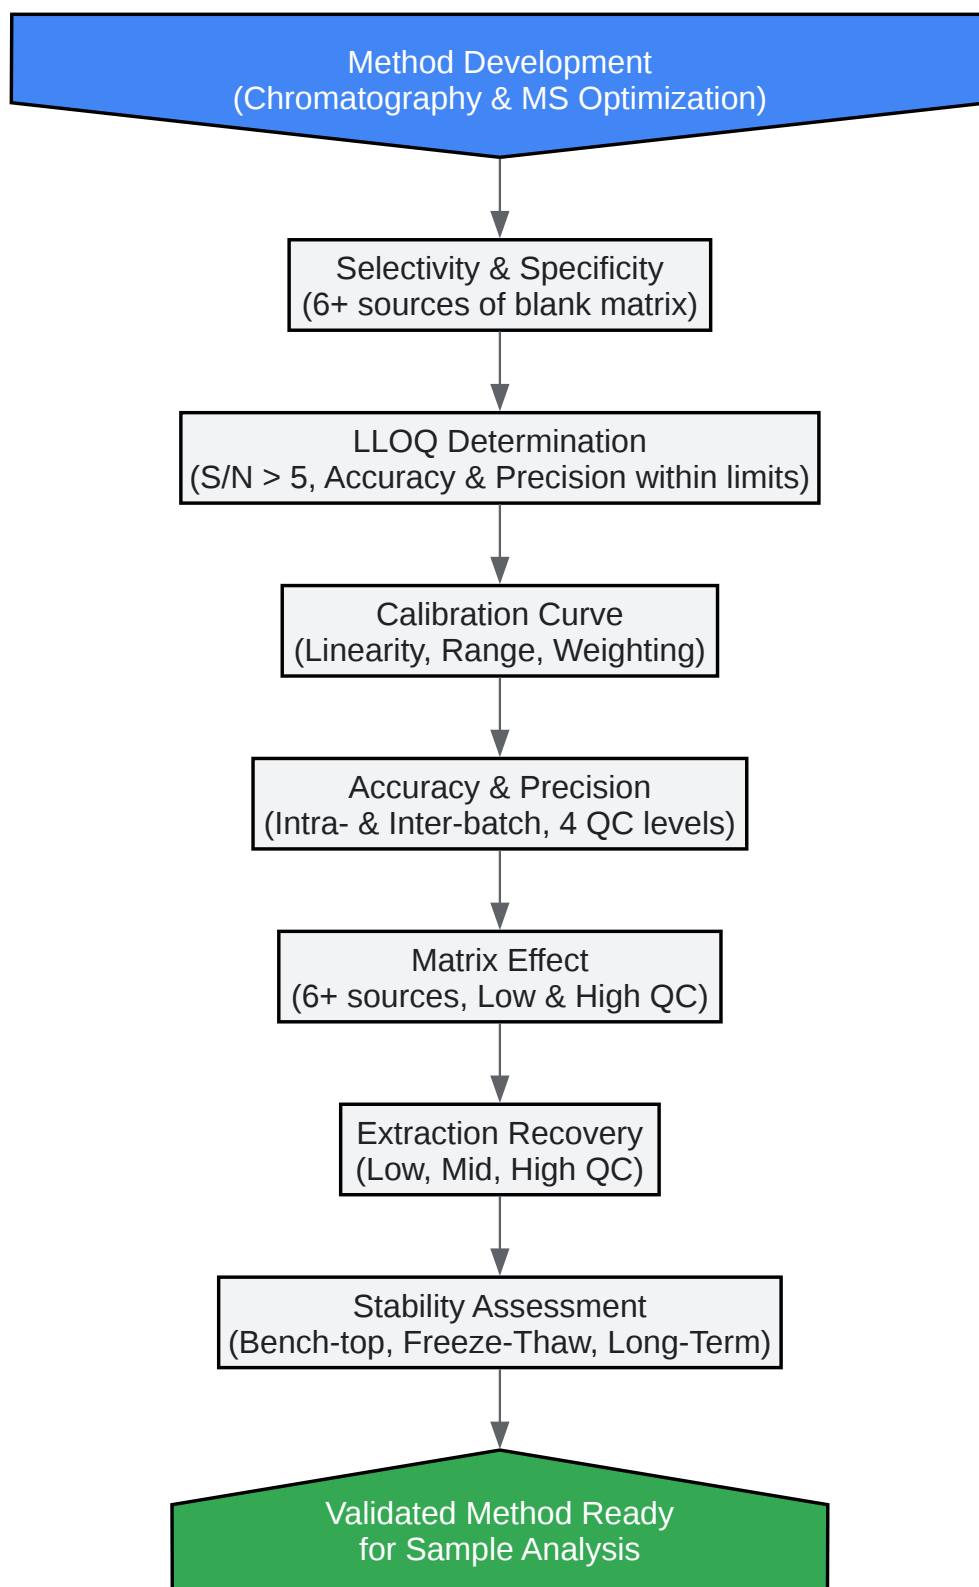 Method Development
(Chromatography & MS Optimization)
Selectivity & Specificity
(6+ sources of blank matrix)
LLOQ Determination
(S/N > 5, Accuracy & Precision within limits)
Calibration Curve
(Linearity, Range, Weighting)
Accuracy & Precision
(Intra- & Inter-batch, 4 QC levels)
Matrix Effect
(6+ sources, Low & High QC)
Extraction Recovery
(Low, Mid, High QC)
Stability Assessment
(Bench-top, Freeze-Thaw, Long-Term)
Validated Method Ready
for Sample Analysis